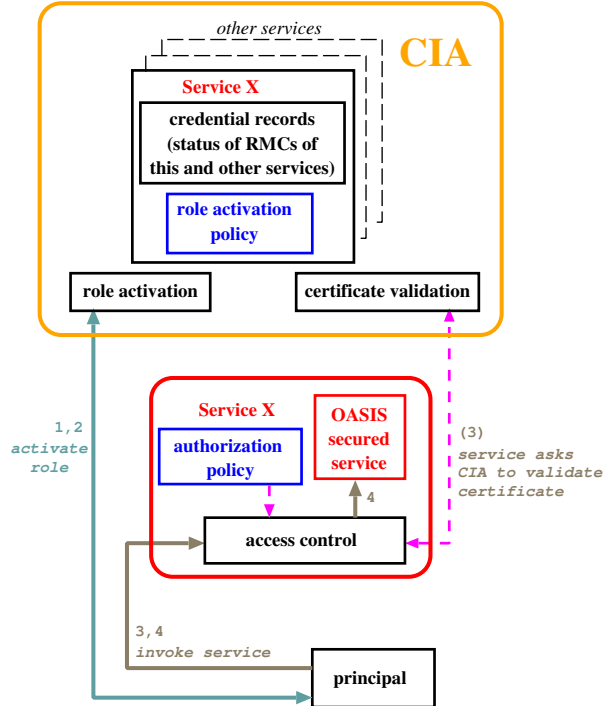 other services
CIA
Service X
credential records
(status of RMCs of
this and other services)
role activation
policy
role activation
certificate validation
Service X
OASIS
secured
service
authorization
policy
1,2
activate
role
(3)
service asks
CIA to validate
certificate
4
access control
3,4
invoke service
principal